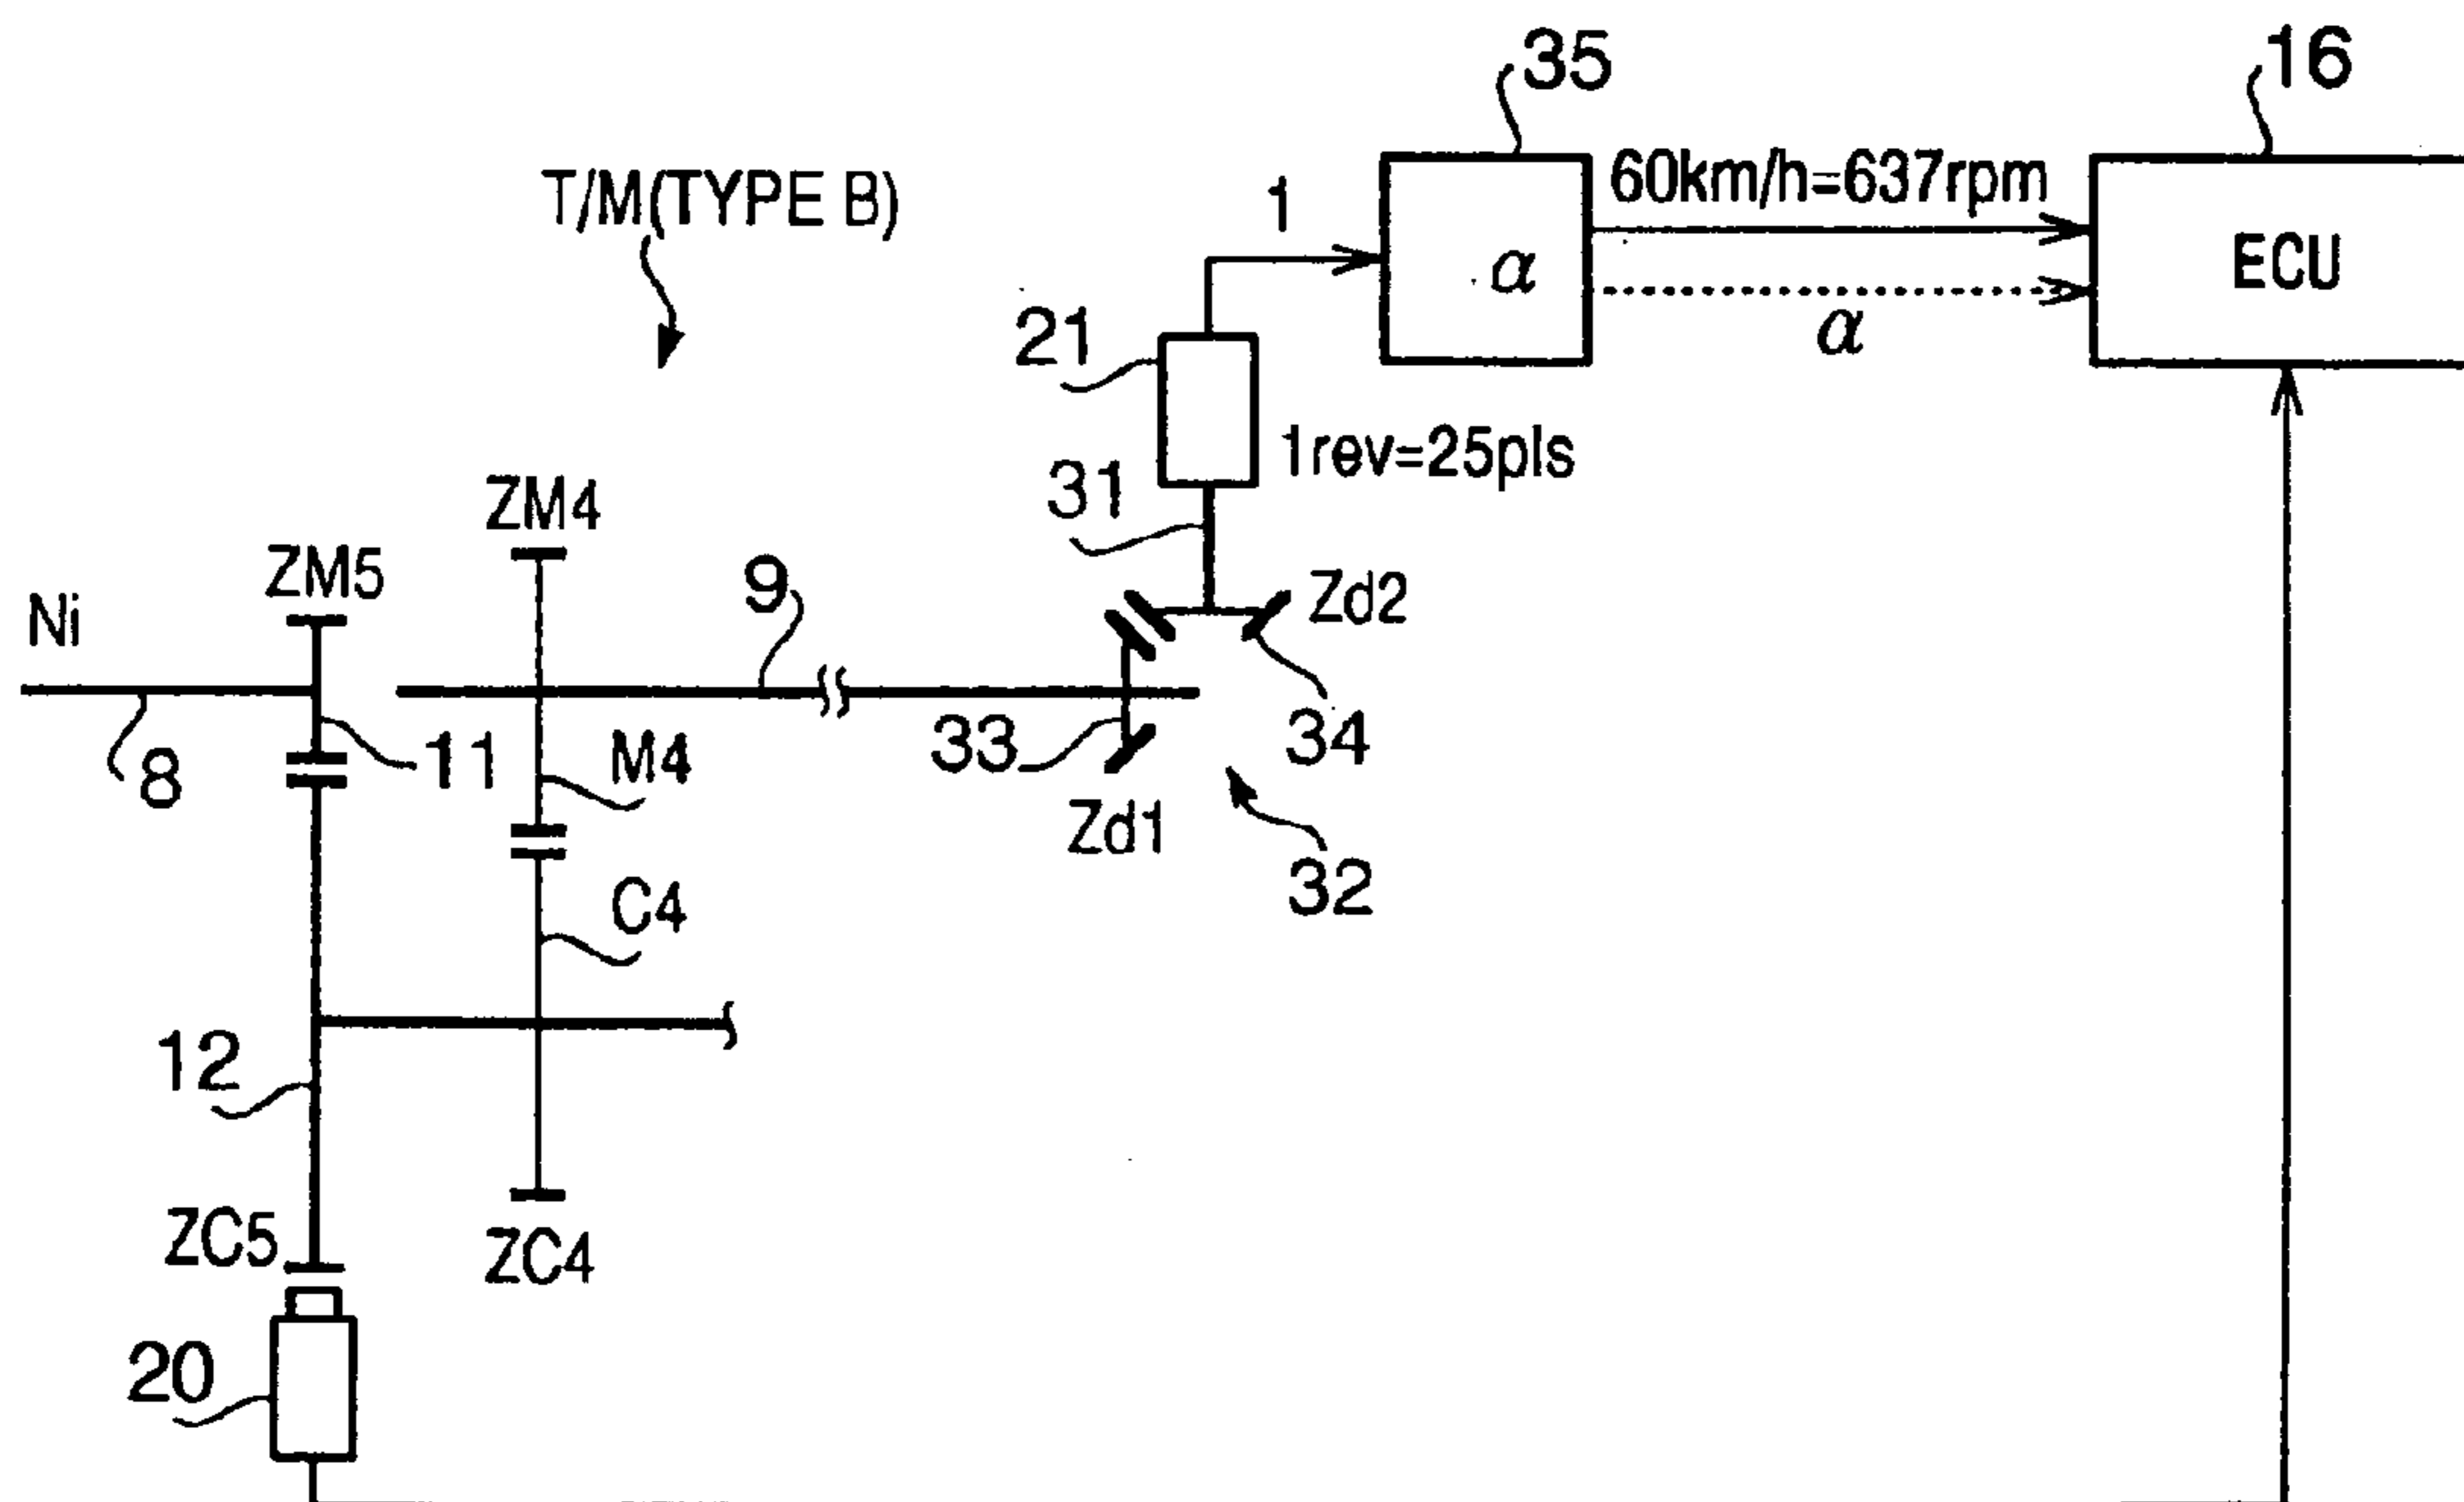 35
16
T/M(TYPE B)
1
60km/h=637rpm
α
ECU
α
21
1rev=25pls
31
ZM4
ZM5
9
Zd2
Ni
8
11
M4
33
34
Zd1
32
C4
12
ZC5
ZC4
20